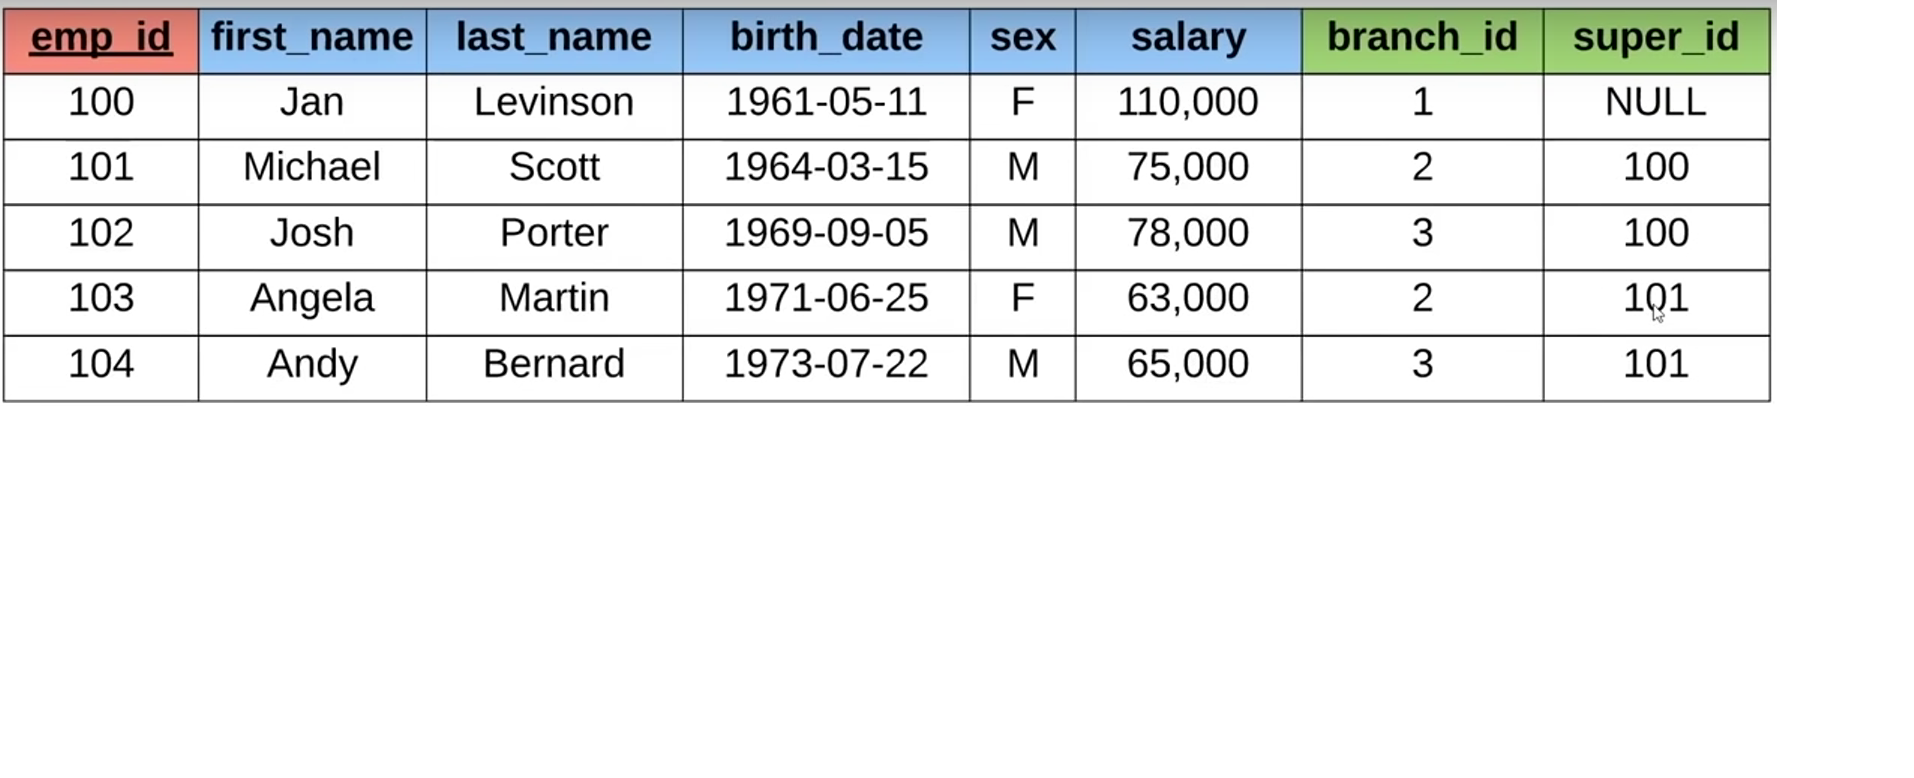 emp_id first_name last_name birth_date sex salary branch_id super_id
100 Jan Levinson 1961-05-11 F 110,000 1 NULL
101 Michael Scott 1964-03-15 M 75,000 2 100
102 Josh Porter 1969-09-05 M 78,000 3 100
103 Angela Martin 1971-06-25 F 63,000 2 101
104 Andy Bernard 1973-07-22 M 65,000 3 101